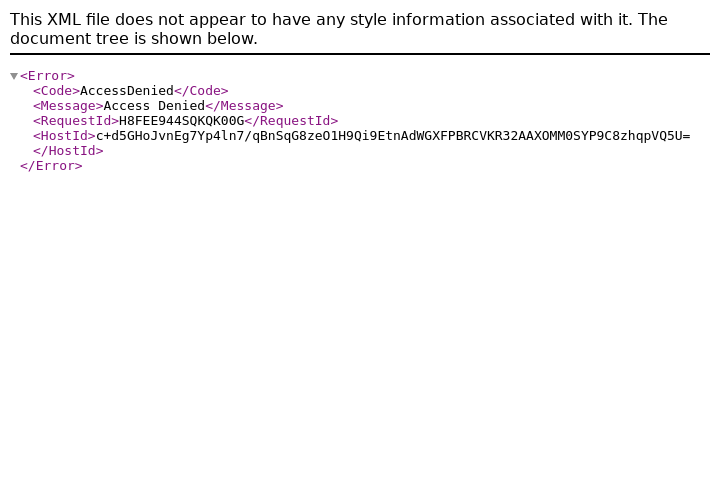 This XML file does not appear to have any style information associated with it. The
document tree is shown below.
<Error>
<Code>AccessDenied</Code>
<Message>Access Denied</Message>
<RequestId>H8FEE944SQKQK00G</RequestId>
<HostId>c+d5GHoJvnEg7Yp4ln7/qBnSqG8zeO1H9Qi9EtnAdWGXFPBRCVKR32AAXOMM0SYP9C8zhqpVQ5U=
</HostId>
</Error>